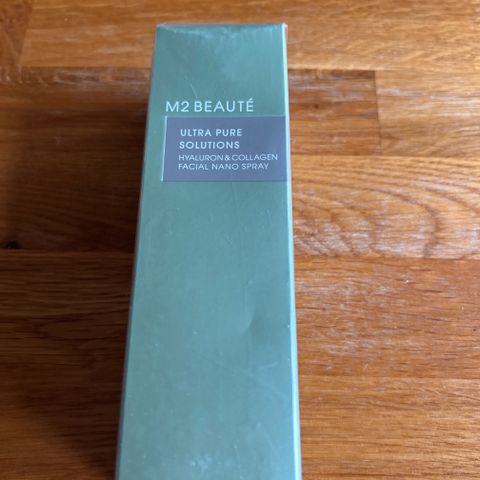 M2 BEAUTÉ
ULTRA PURE
SOLUTIONS
HYALURON & COLLAGEN
FACIAL NANO SPRAY